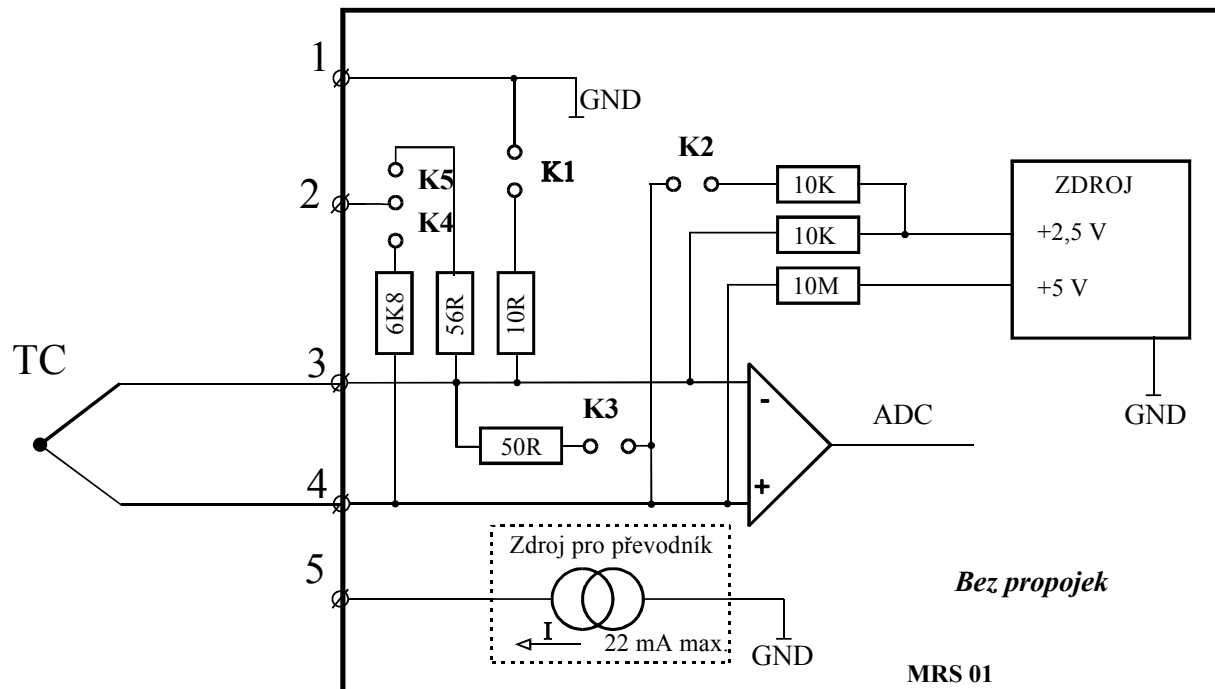 1
GND
K5
K1
K2
10K
ZDROJ
2
K4
10K
+2,5 V
10M
+5 V
6K8
56R
10R
TC
3
K3
-
ADC
GND
50R
4
+
Zdroj pro převodník
5
Bez propojek
I
22 mA max.
GND
MRS 01